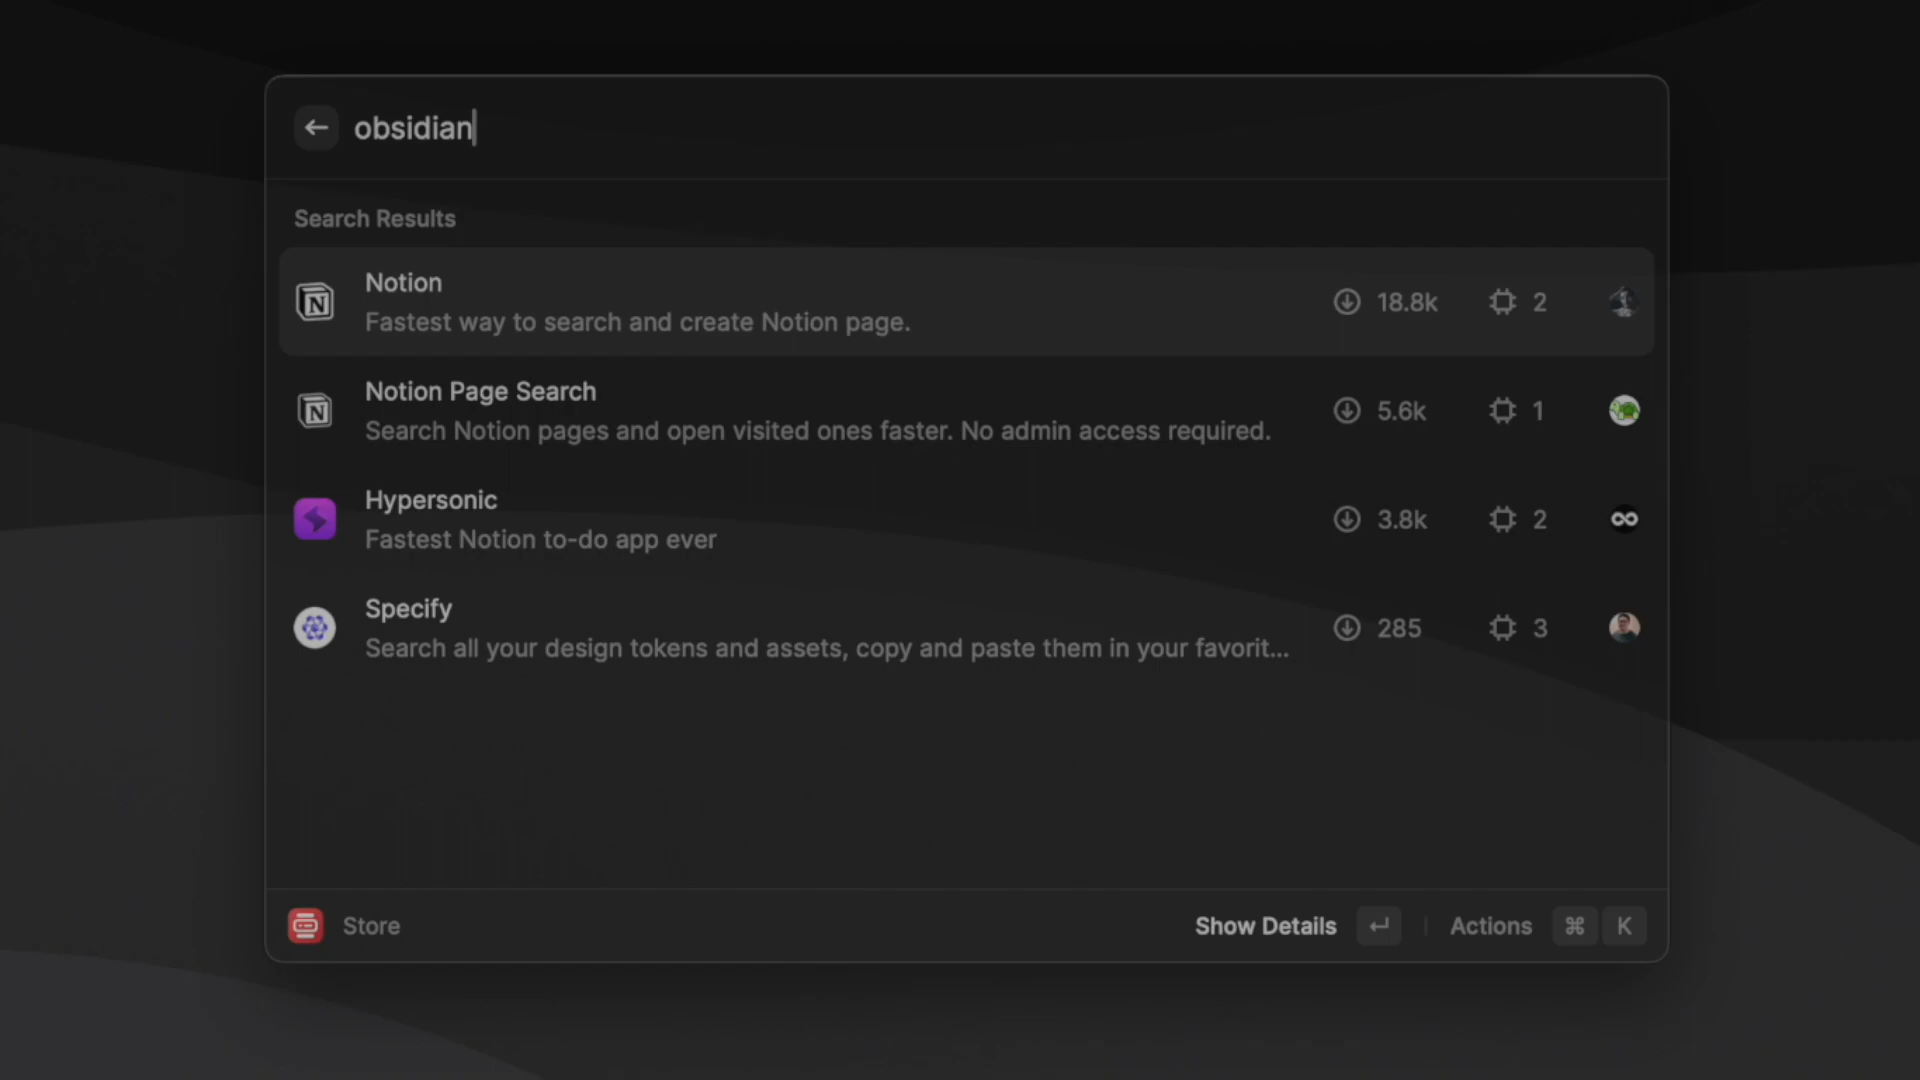 obsidian
Search Results
Notion
Fastest way to search and create Notion page.
18.8k
2
Notion Page Search
Search Notion pages and open visited ones faster. No admin access required.
5.6k
1
Hypersonic
Fastest Notion to-do app ever
3.8k
2
Specify
Search all your design tokens and assets, copy and paste them in your favorit...
285
3
Store
Show Details
Actions
⌘ K